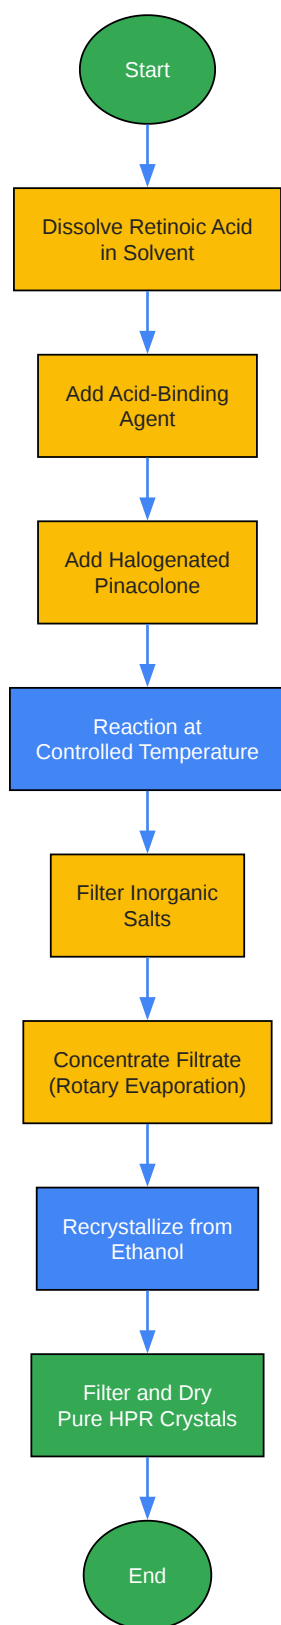 Start
Dissolve Retinoic Acid
in Solvent
Add Acid-Binding
Agent
Add Halogenated
Pinacolone
Reaction at
Controlled Temperature
Filter Inorganic
Salts
Concentrate Filtrate
(Rotary Evaporation)
Recrystallize from
Ethanol
Filter and Dry
Pure HPR Crystals
End